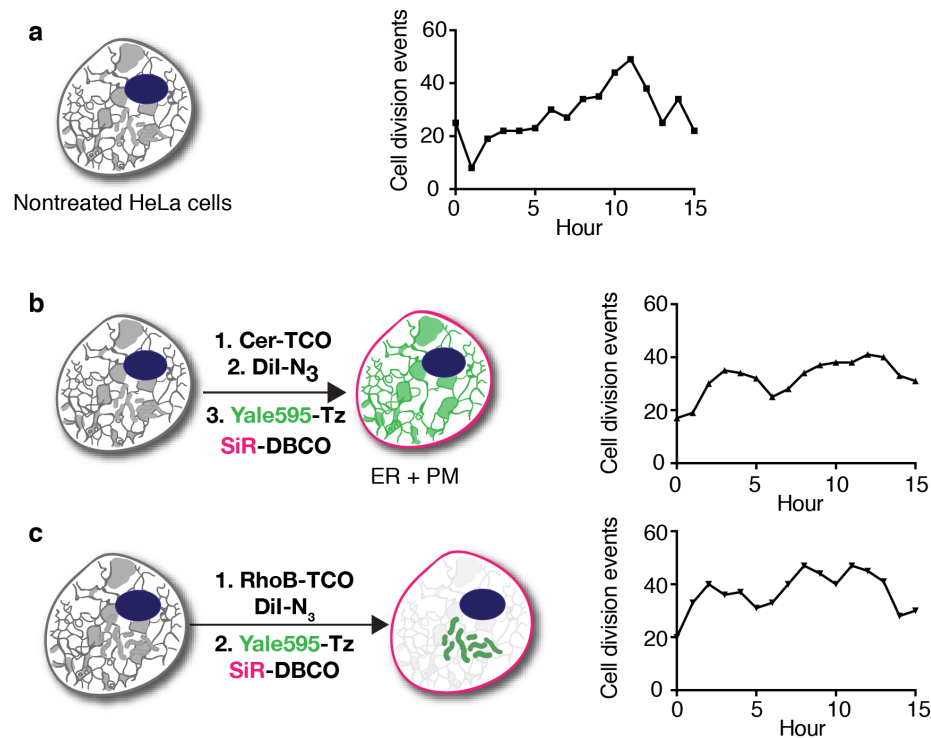 a
Nontreated HeLa cells
Cell division events
60
40
20
0
0 5 10 15
Hour
b
1. Cer-TCO
2. DiI-N3
3. Yale595-Tz
SiR-DBCO
ER + PM
Cell division events
60
40
20
0
0 5 10 15
Hour
c
1. RhoB-TCO
DiI-N3
2. Yale595-Tz
SiR-DBCO
Cell division events
60
40
20
0
0 5 10 15
Hour